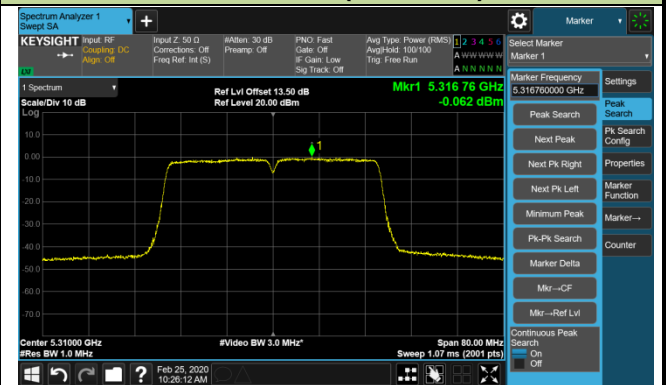 Spectrum Analyzer 1
Swept SA
Marker
KEYSIGHT
Input: RF
Coupling: DC
Align: Off
Input Z: 50 Ω
Corrections: Off
Freq Ref: Int (S)
#Atten: 30 dB
Preamp: Off
PNO: Fast
Gate: Off
IF Gain: Low
Sig Track: Off
Avg Type: Power (RMS)
Avg|Hold: 100/100
Trig: Free Run
1 2 3 4 5 6
A W W W W W
A N N N N N
LXI
Select Marker
Marker 1
1 Spectrum
Scale/Div 10 dB
Log
Ref Lvl Offset 13.50 dB
Ref Level 20.00 dBm
Mkr1 5.316 76 GHz
-0.062 dBm
10.0
0.00
-10.0
-20.0
-30.0
-40.0
-50.0
-60.0
-70.0
1
Center 5.31000 GHz
#Res BW 1.0 MHz
#Video BW 3.0 MHz*
Span 80.00 MHz
Sweep 1.07 ms (2001 pts)
Marker Frequency
5.316760000 GHz
Peak Search
Next Peak
Next Pk Right
Next Pk Left
Minimum Peak
Pk-Pk Search
Marker Delta
Mkr→CF
Mkr→Ref Lvl
Continuous Peak
Search
On
Off
Settings
Peak
Search
Pk Search
Config
Properties
Marker
Function
Marker→
Counter
Feb 25, 2020
10:26:12 AM